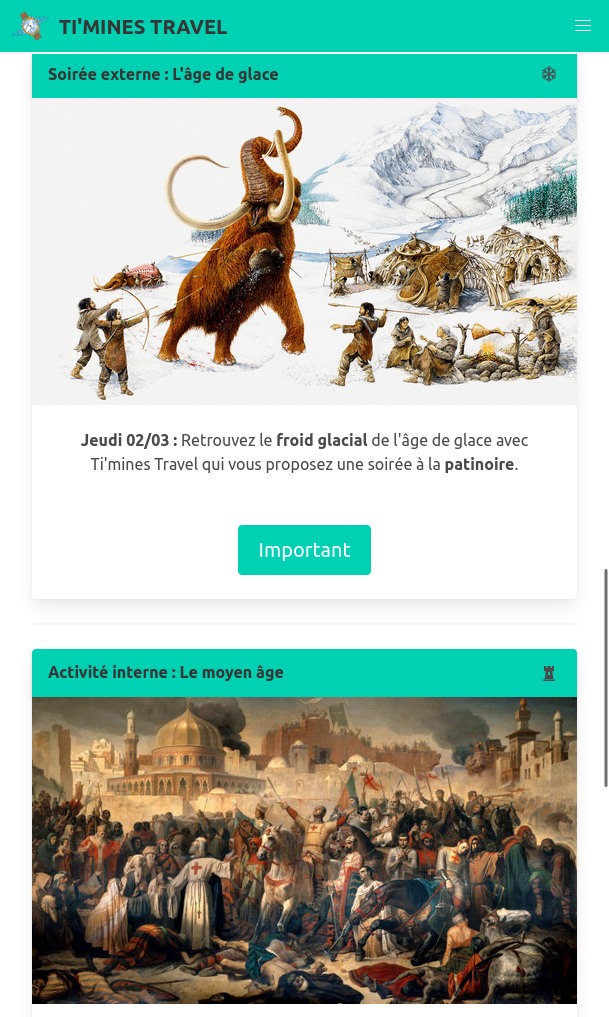 TI'MINES TRAVEL
Soirée externe : L'âge de glace
Jeudi 02/03 : Retrouvez le froid glacial de l'âge de glace avec
Ti'mines Travel qui vous proposez une soirée à la patinoire.
Important
Activité interne : Le moyen âge